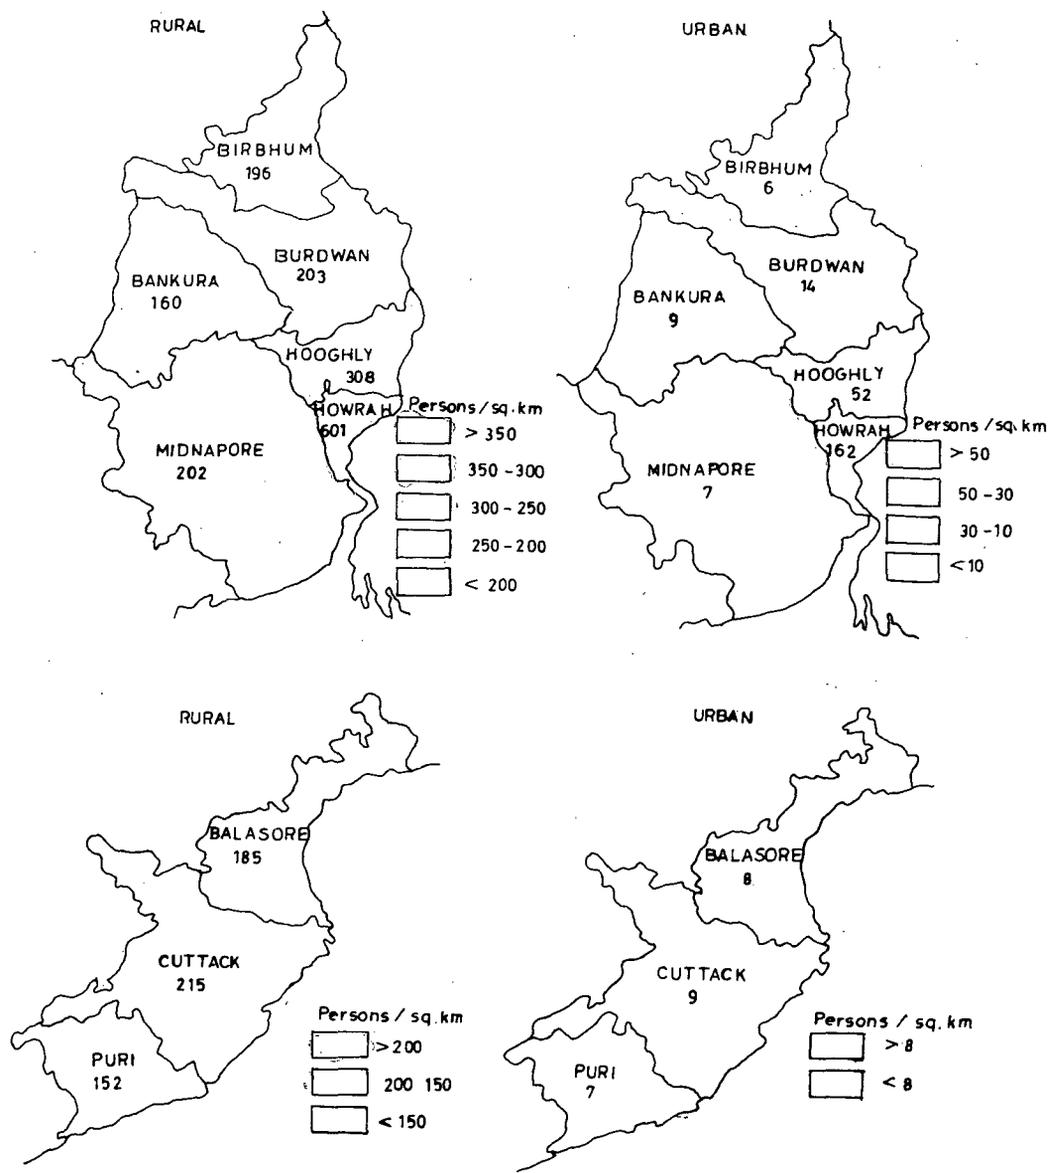 RURAL
BIRBHUM
196
BURDWAN
203
BANKURA
160
HOOGHLY
308
HOWRAH
601
MIDNAPORE
202
Persons/sq.km
> 350
350-300
300-250
250-200
< 200
URBAN
BIRBHUM
6
BURDWAN
14
BANKURA
9
HOOGHLY
52
HOWRAH
162
MIDNAPORE
7
Persons/sq.km
> 50
50-30
30-10
<10
RURAL
BALASORE
185
CUTTACK
215
PURI
152
Persons / sq.km
>200
200 150
<150
URBAN
BALASORE
8
CUTTACK
9
PURI
7
Persons / sq.km
> 8
< 8